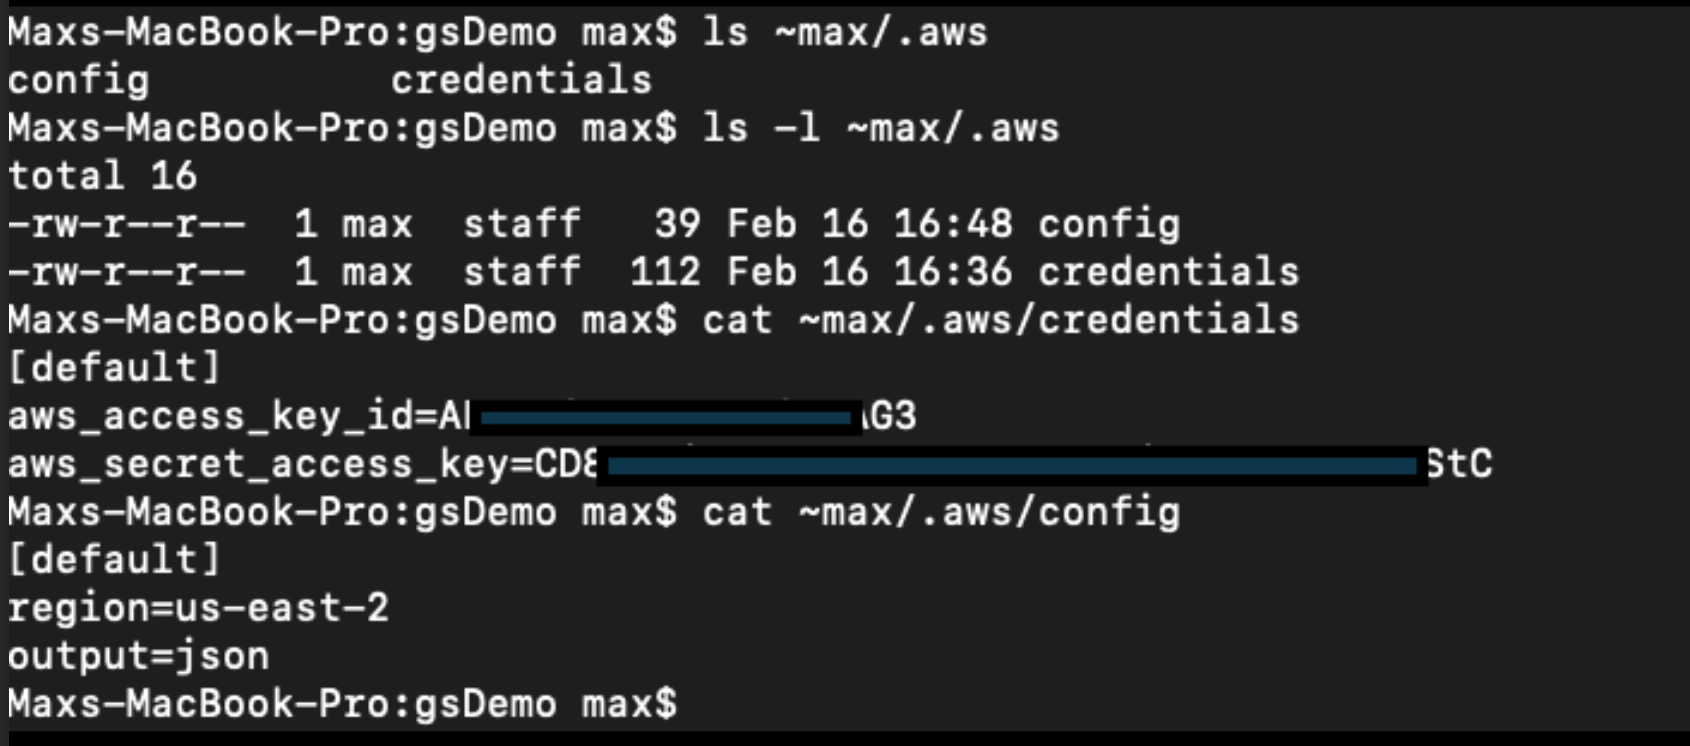 Maxs-MacBook-Pro:gsDemo max$ ls ~max/.aws
config credentials
Maxs-MacBook-Pro:gsDemo max$ ls -l ~max/.aws
total 16
-rw-r--r-- 1 max staff 39 Feb 16 16:48 config
-rw-r--r-- 1 max staff 112 Feb 16 16:36 credentials
Maxs-MacBook-Pro:gsDemo max$ cat ~max/.aws/credentials
[default]
aws_access_key_id=A G3
aws_secret_access_key=CD StC
Maxs-MacBook-Pro:gsDemo max$ cat ~max/.aws/config
[default]
region=us-east-2
output=json
Maxs-MacBook-Pro:gsDemo max$